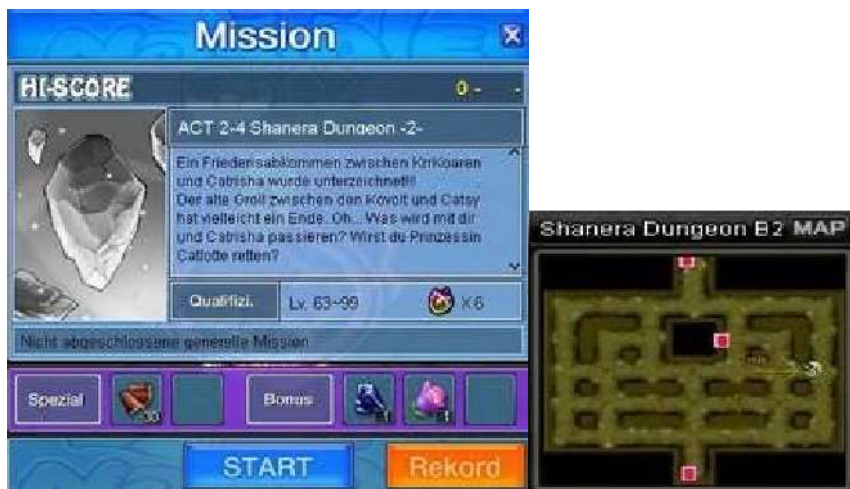 Mission
HI-SCORE 0 - -
ACT 2-4 Shanera Dungeon -2-
Ein Friedensabkommen zwischen Kirikoaren
und Catrisha wurde unterzeichnet!!!
Der alte Groll zwischen den Kovolt und Catsy
hat vielleicht ein Ende. Oh... Was wird mit dir
und Catrisha passieren? Wirst du Prinzessin
Catlotte retten?
Qualifizi. Lv. 63~99 X 6
Nicht abgeschlossene generelle Mission
Spezial 30 Bonus 1 1
START Rekord
Shanera Dungeon B2 MAP